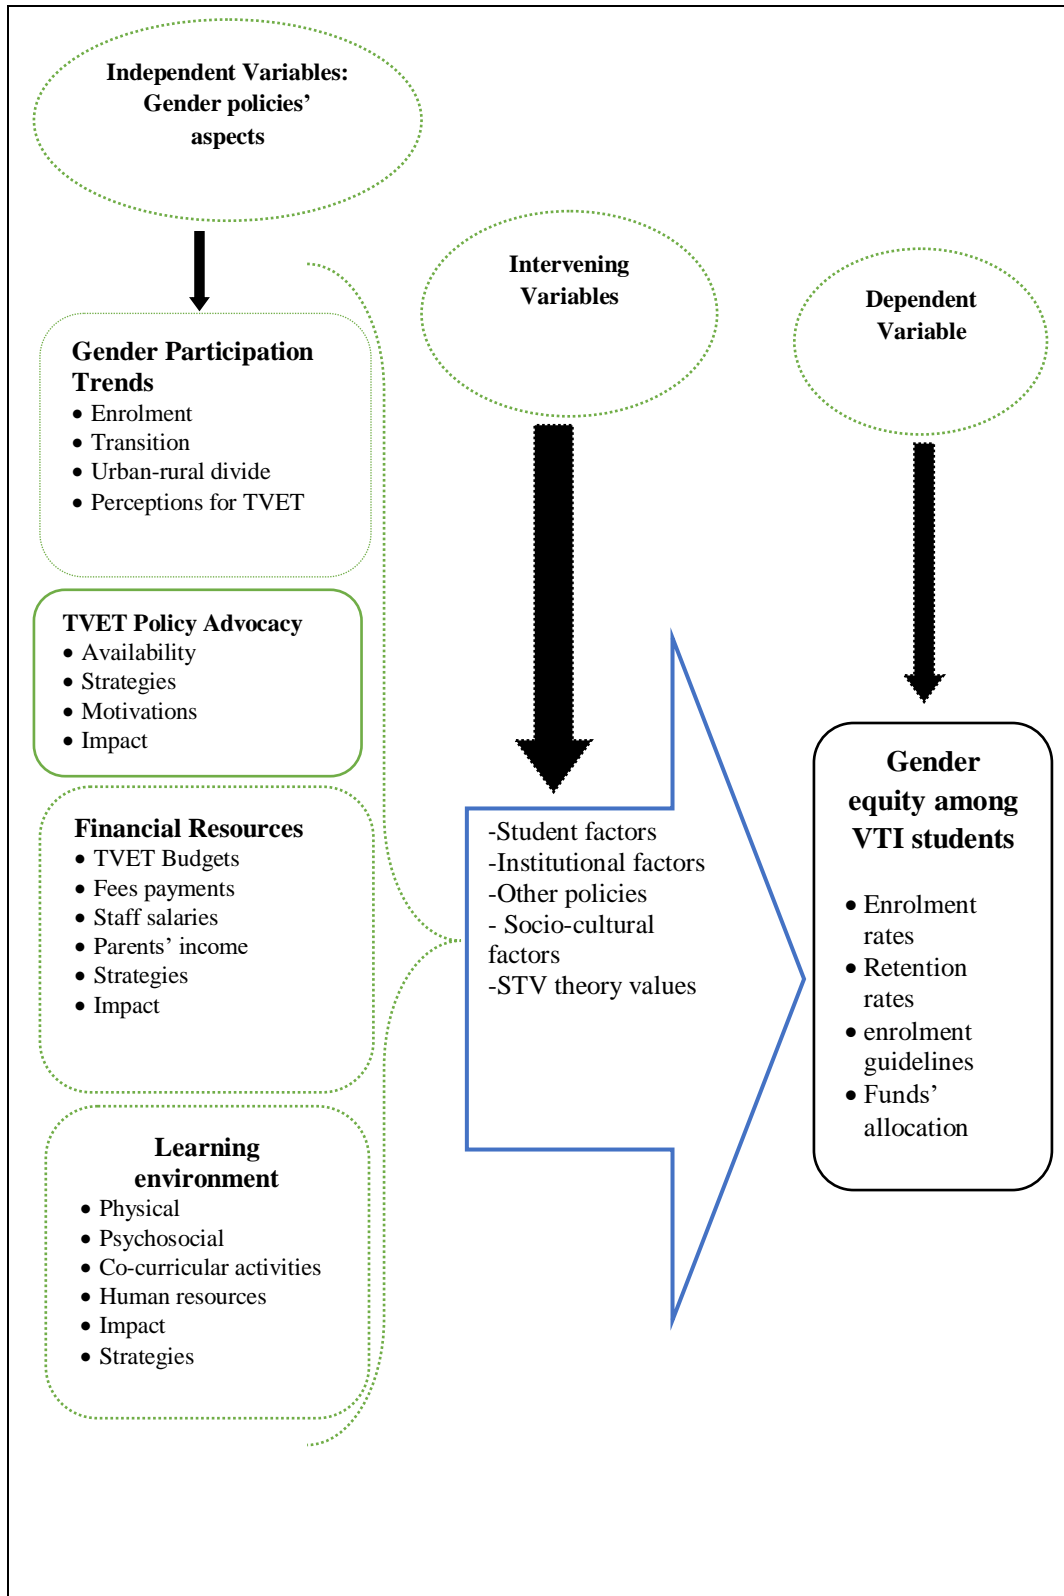 Independent Variables:
Gender policies’
aspects
Gender Participation
Trends
• Enrolment
• Transition
• Urban-rural divide
• Perceptions for TVET
TVET Policy Advocacy
• Availability
• Strategies
• Motivations
• Impact
Financial Resources
• TVET Budgets
• Fees payments
• Staff salaries
• Parents’ income
• Strategies
• Impact
Learning
environment
• Physical
• Psychosocial
• Co-curricular activities
• Human resources
• Impact
• Strategies
Intervening
Variables
-Student factors
-Institutional factors
-Other policies
- Socio-cultural
factors
-STV theory values
Dependent
Variable
Gender
equity among
VTI students
• Enrolment
rates
• Retention
rates
• enrolment
guidelines
• Funds’
allocation